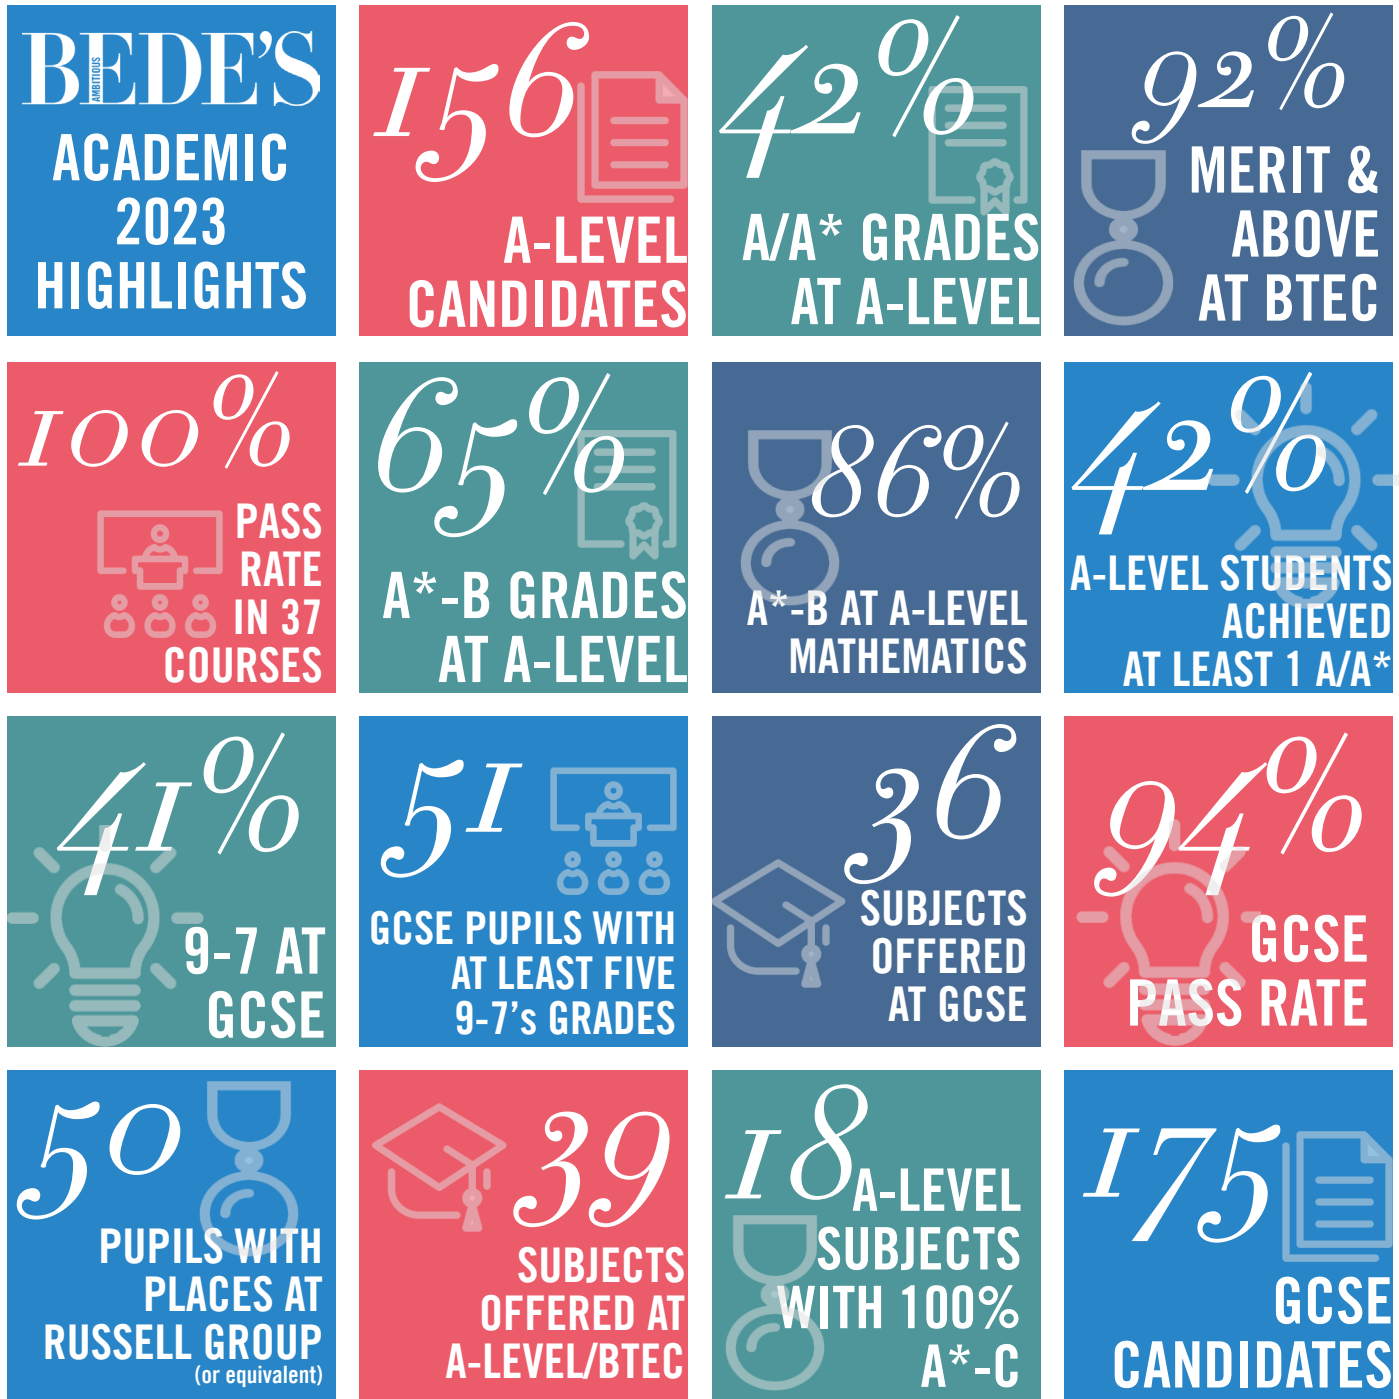 BEDE'S
AMBITIOUS
ACADEMIC
2023
HIGHLIGHTS
156
A-LEVEL
CANDIDATES
42%
A/A* GRADES
AT A-LEVEL
92%
MERIT &
ABOVE
AT BTEC
100%
PASS
RATE
IN 37
COURSES
65%
A*-B GRADES
AT A-LEVEL
86%
A*-B AT A-LEVEL
MATHEMATICS
42%
A-LEVEL STUDENTS
ACHIEVED
AT LEAST 1 A/A*
41%
9-7 AT
GCSE
51
GCSE PUPILS WITH
AT LEAST FIVE
9-7's GRADES
36
SUBJECTS
OFFERED
AT GCSE
94%
GCSE
PASS RATE
50
PUPILS WITH
PLACES AT
RUSSELL GROUP
(or equivalent)
39
SUBJECTS
OFFERED AT
A-LEVEL/BTEC
18
A-LEVEL
SUBJECTS
WITH 100%
A*-C
175
GCSE
CANDIDATES